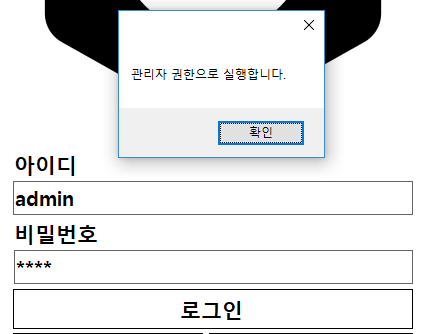 관리자 권한으로 실행합니다.
확인
아이디
admin
비밀번호
****
로그인